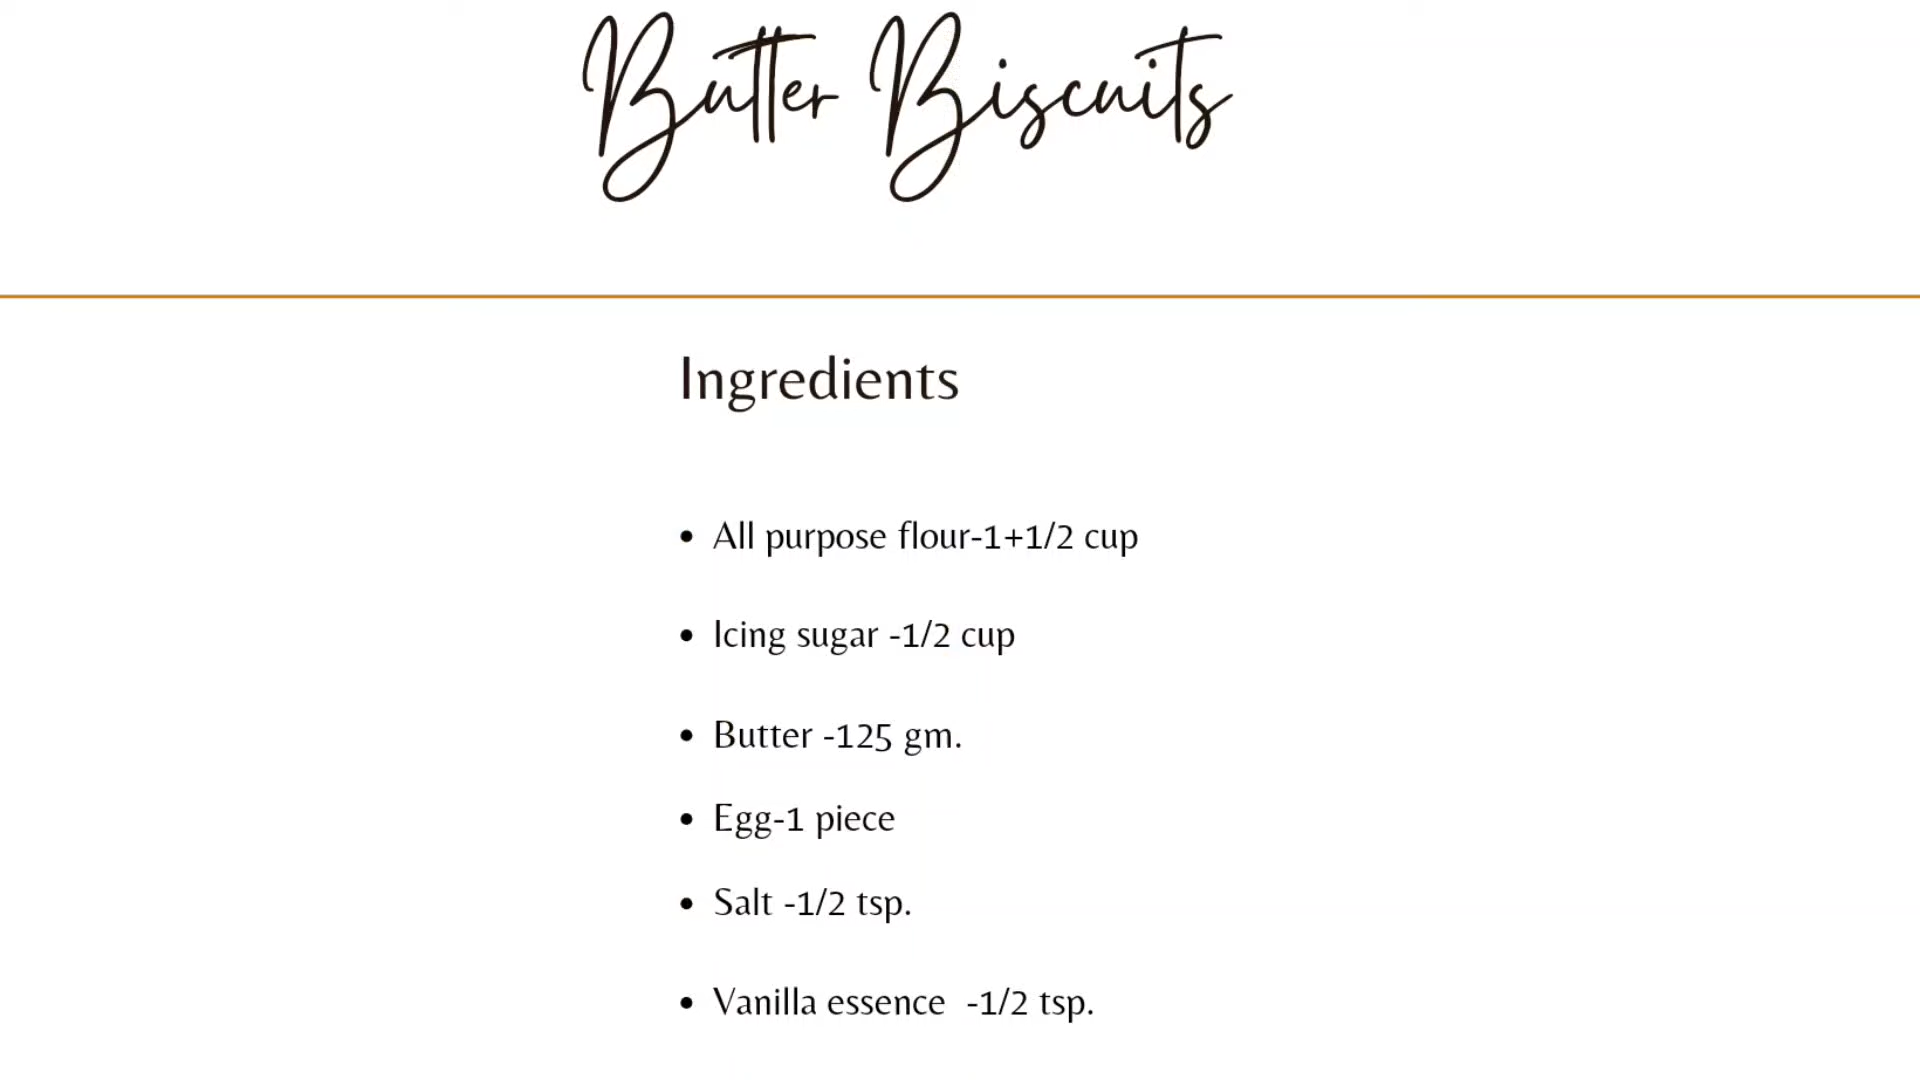 Butter Biscuits
Ingredients
• All purpose flour-1+1/2 cup
• Icing sugar -1/2 cup
• Butter -125 gm.
• Egg-1 piece
• Salt -1/2 tsp.
• Vanilla essence  -1/2 tsp.